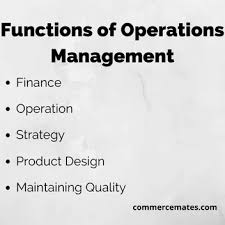 Functions of Operations
Management
• Finance
• Operation
• Strategy
• Product Design
• Maintaining Quality
commercemates.com